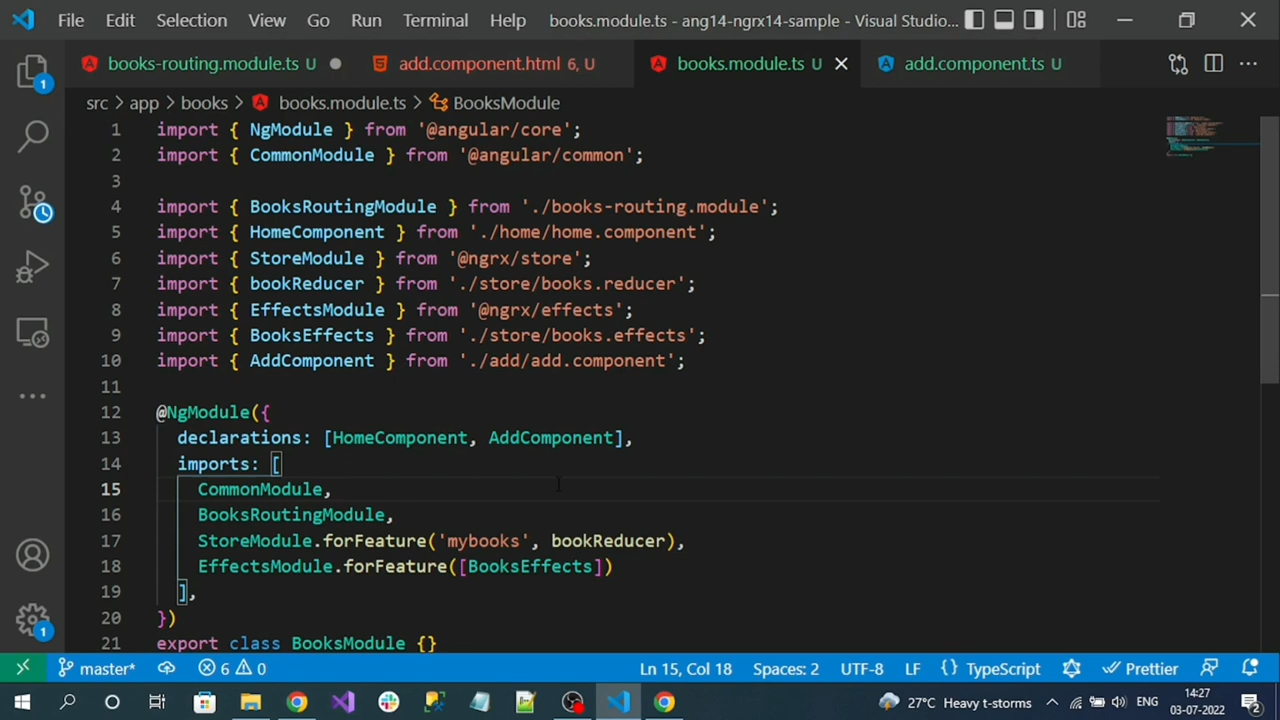 File Edit Selection View Go Run Terminal Help books.module.ts - ang14-ngrx14-sample - Visual Studio...
books-routing.module.ts U add.component.html 6, U books.module.ts U add.component.ts U
src > app > books > books.module.ts > BooksModule
1 import { NgModule } from '@angular/core';
2 import { CommonModule } from '@angular/common';
3
4 import { BooksRoutingModule } from './books-routing.module';
5 import { HomeComponent } from './home/home.component';
6 import { StoreModule } from '@ngrx/store';
7 import { bookReducer } from './store/books.reducer';
8 import { EffectsModule } from '@ngrx/effects';
9 import { BooksEffects } from './store/books.effects';
10 import { AddComponent } from './add/add.component';
11
12 @NgModule({
13 declarations: [HomeComponent, AddComponent],
14 imports: [
15 CommonModule,
16 BooksRoutingModule,
17 StoreModule.forFeature('mybooks', bookReducer),
18 EffectsModule.forFeature([BooksEffects])
19 ],
20 })
21 export class BooksModule {}
1
1
master* 6 0 Ln 15, Col 18 Spaces: 2 UTF-8 LF {} TypeScript Prettier
27°C Heavy t-storms ENG 14:27
03-07-2022 2